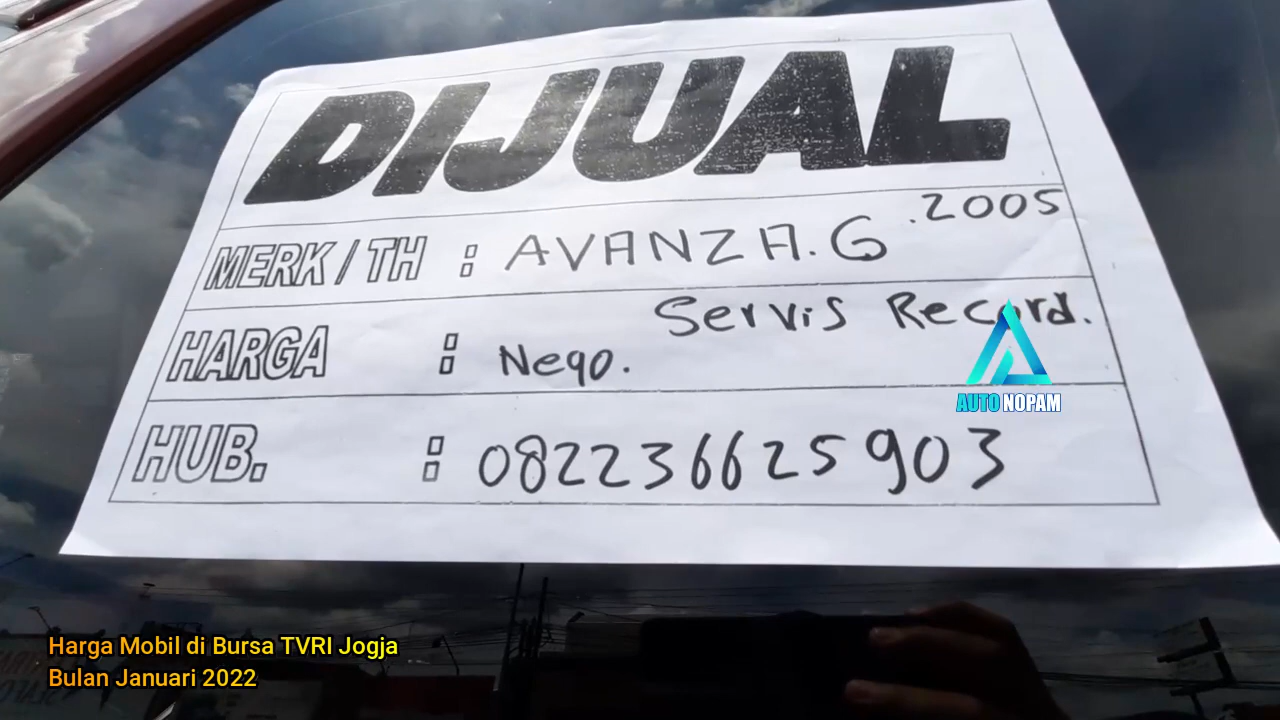 DIJUAL
MERK / TH : AVANZA.G .2005
Servis Record.
HARGA : Nego.
HUB. : 082236625903
AUTO NOPAM
Harga Mobil di Bursa TVRI Jogja
Bulan Januari 2022